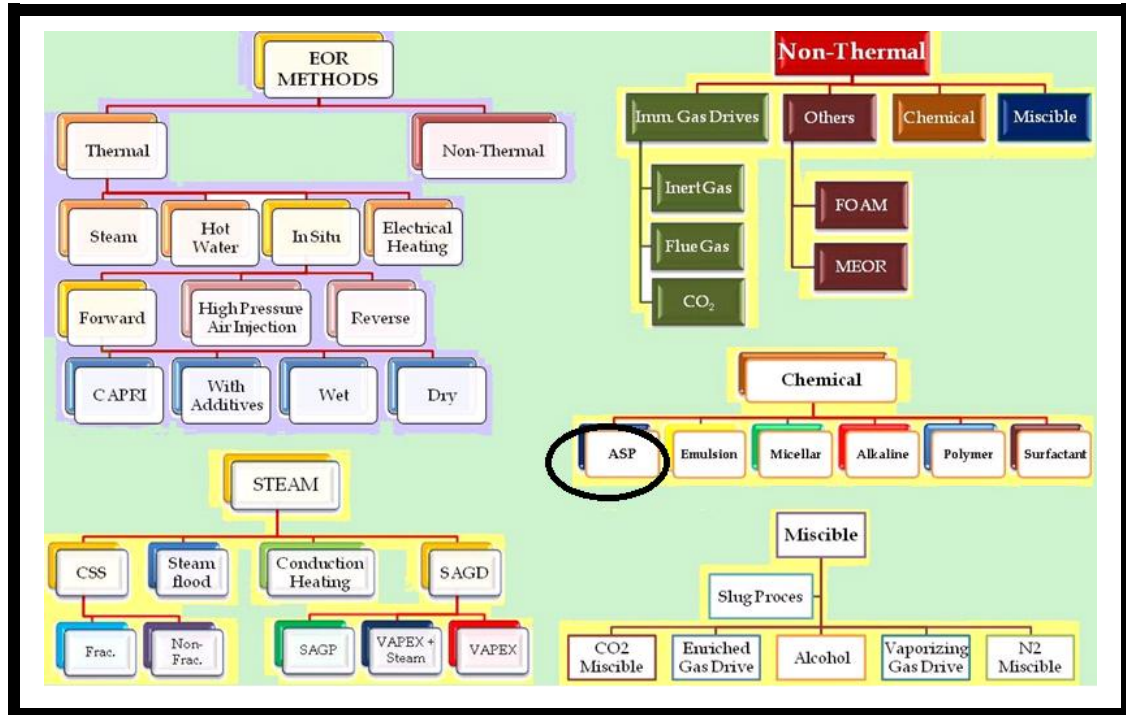 EOR
METHODS
Thermal
Non-Thermal
Steam
Hot
Water
In Situ
Electrical
Heating
Forward
High Pressure
Air Injection
Reverse
CAPRI
With
Additives
Wet
Dry
STEAM
CSS
Steam
flood
Conduction
Heating
SAGD
Frac.
Non-
Frac.
SAGP
VAPEX +
Steam
VAPEX
Non-Thermal
Imm. Gas Drives
Others
Chemical
Miscible
Inert Gas
Flue Gas
CO₂
FOAM
MEOR
Chemical
ASP
Emulsion
Micellar
Alkaline
Polymer
Surfactant
Miscible
Slug Proces
CO2
Miscible
Enriched
Gas Drive
Alcohol
Vaporizing
Gas Drive
N2
Miscible